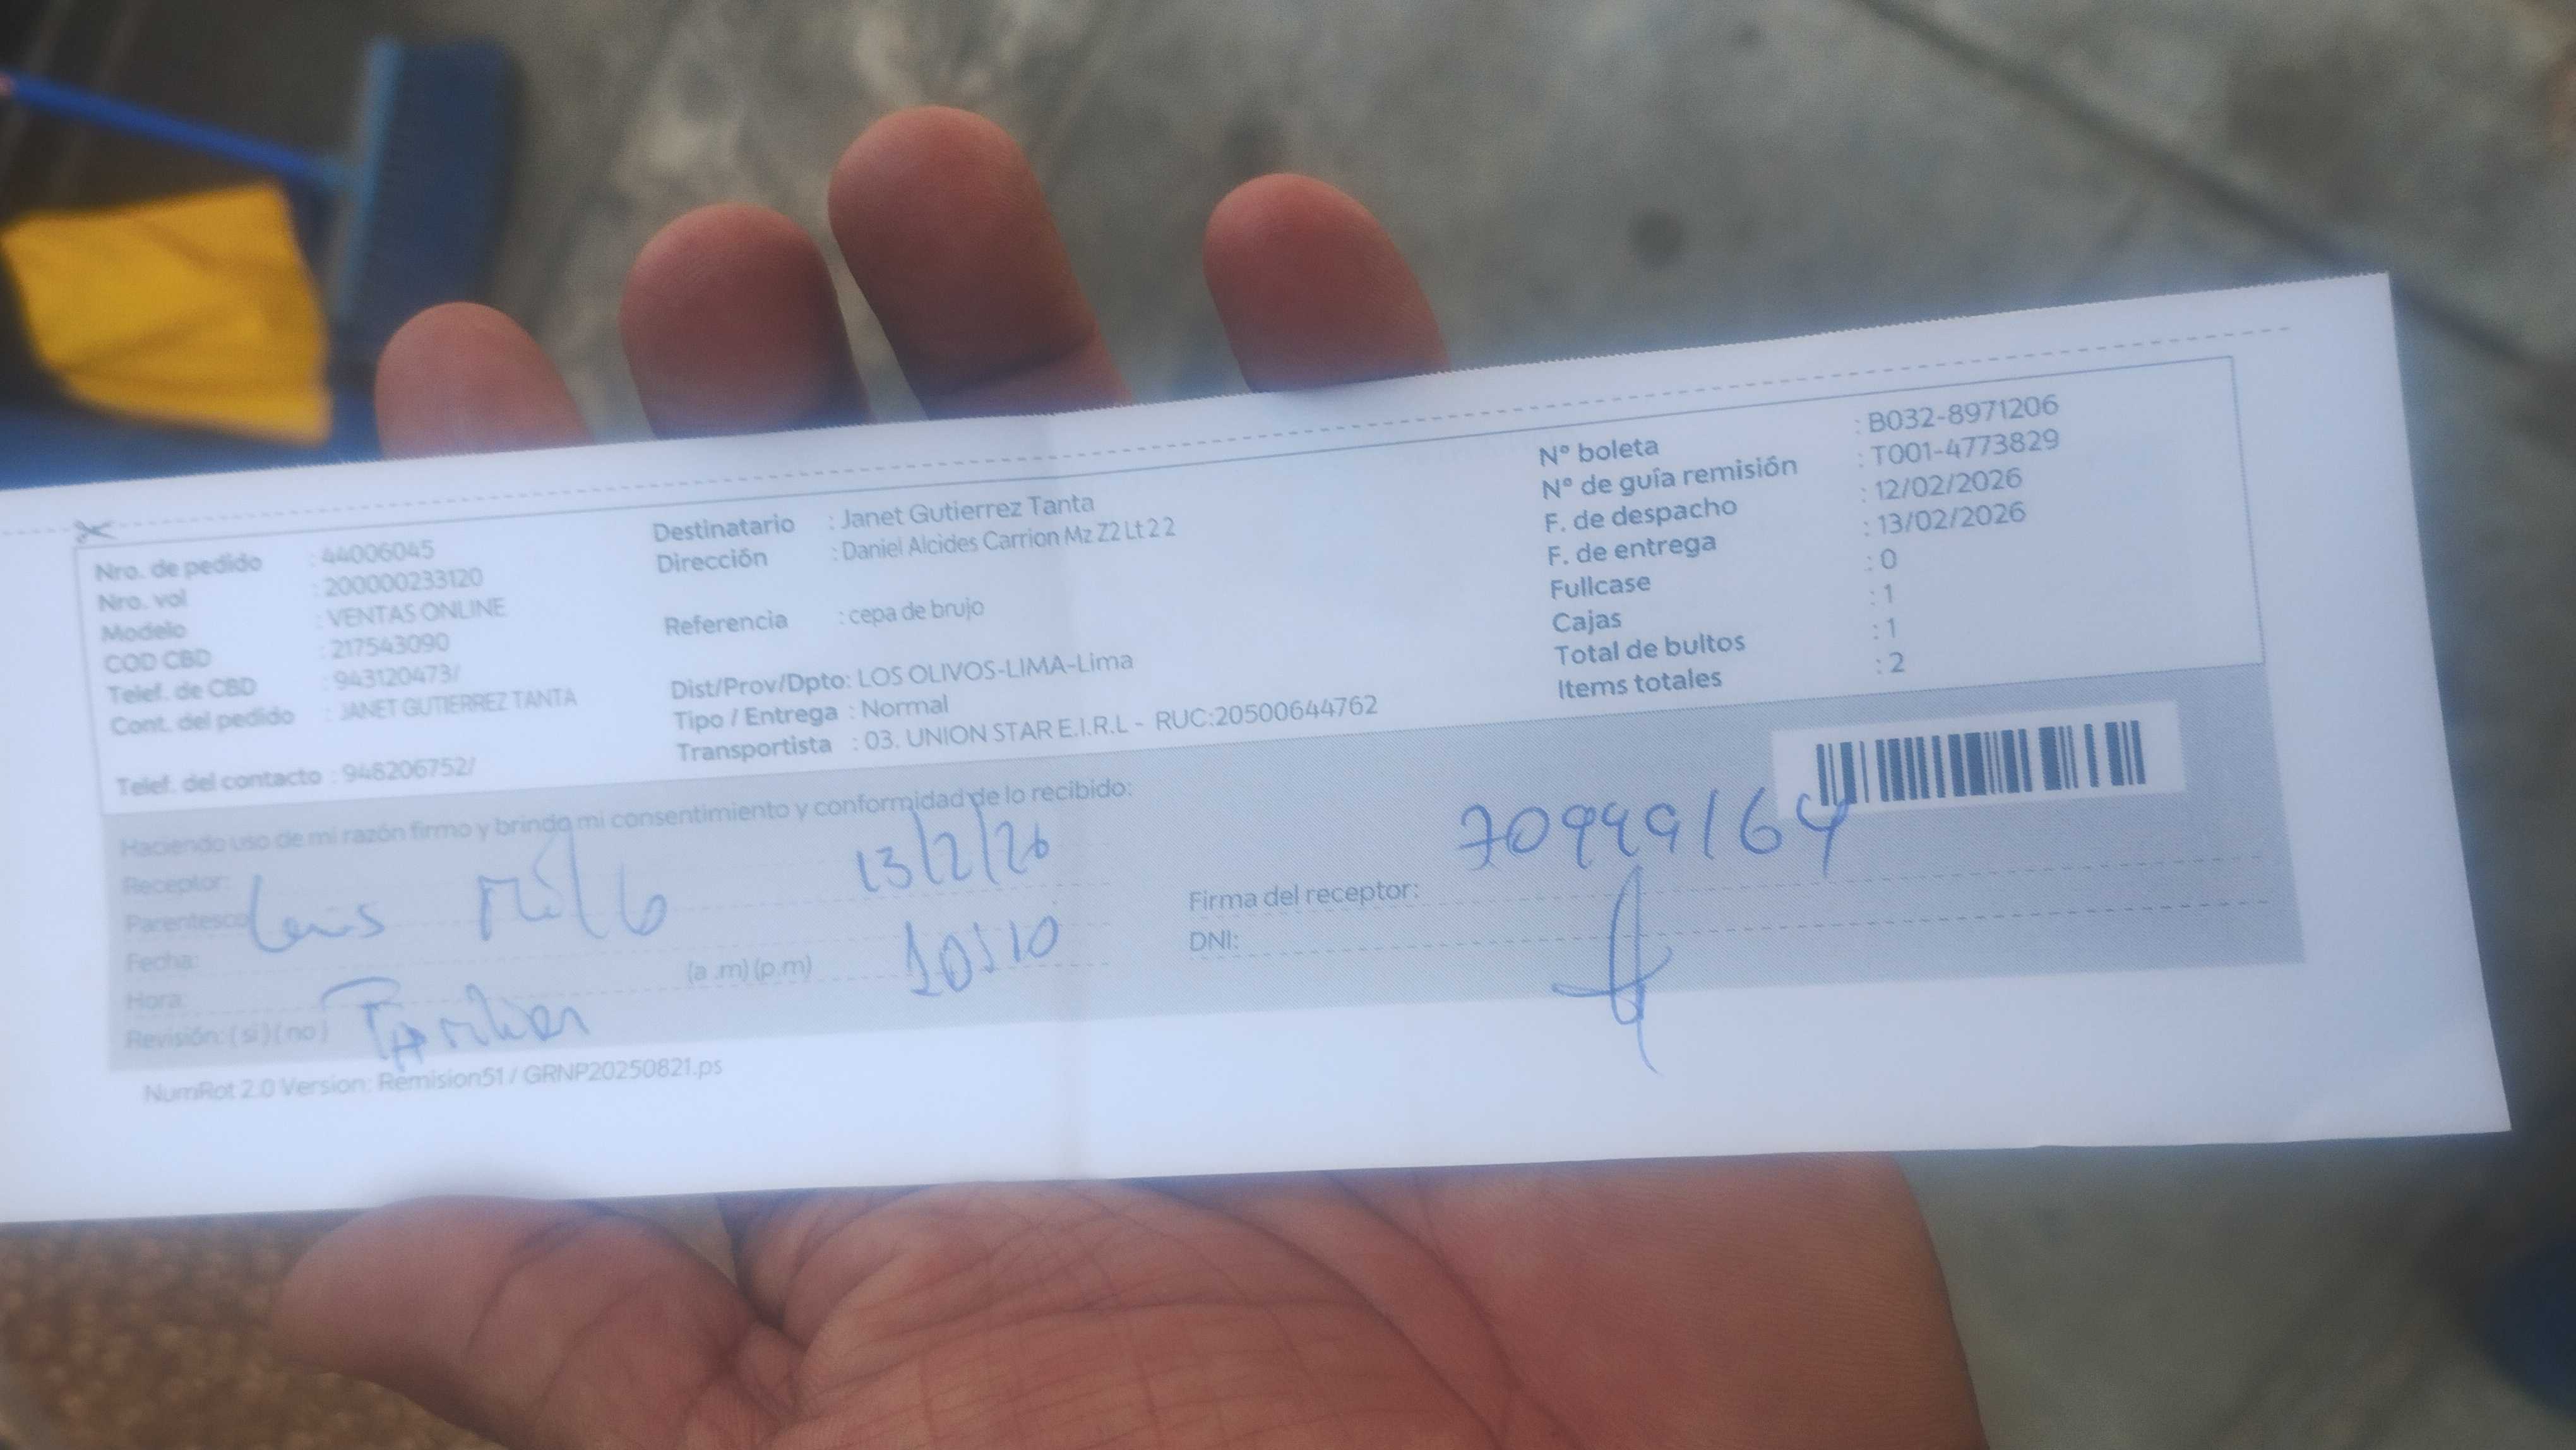 Nro. de pedido : 44006045
Nro. vol : 200000233120
Modelo : VENTAS ONLINE
COD CBD : 217543090
Telef. de CBD : 943120473/
Cont. del pedido : JANET GUTIERREZ TANTA
Telef. del contacto : 948206752/
Destinatario : Janet Gutierrez Tanta
Dirección : Daniel Alcides Carrion Mz Z2 Lt 2 2
Referencia : cepa de brujo
Dist/Prov/Dpto: LOS OLIVOS-LIMA-Lima
Tipo / Entrega : Normal
Transportista : 03. UNION STAR E.I.R.L - RUC:20500644762
N° boleta : B032-8971206
N° de guía remisión : T001-4773829
F. de despacho : 12/02/2026
F. de entrega : 13/02/2026
Fullcase : 0
Cajas : 1
Total de bultos : 1
Items totales : 2
Haciendo uso de mi razón firmo y brindo mi consentimiento y conformidad de lo recibido:
Receptor:
Parentesco
Fecha:
Hora: (a .m) (p.m)
Revisión: ( si ) ( no )
13/2/26
Firma del receptor:
DNI:
NumRot 2.0 Version: Remision51 / GRNP20250821.ps